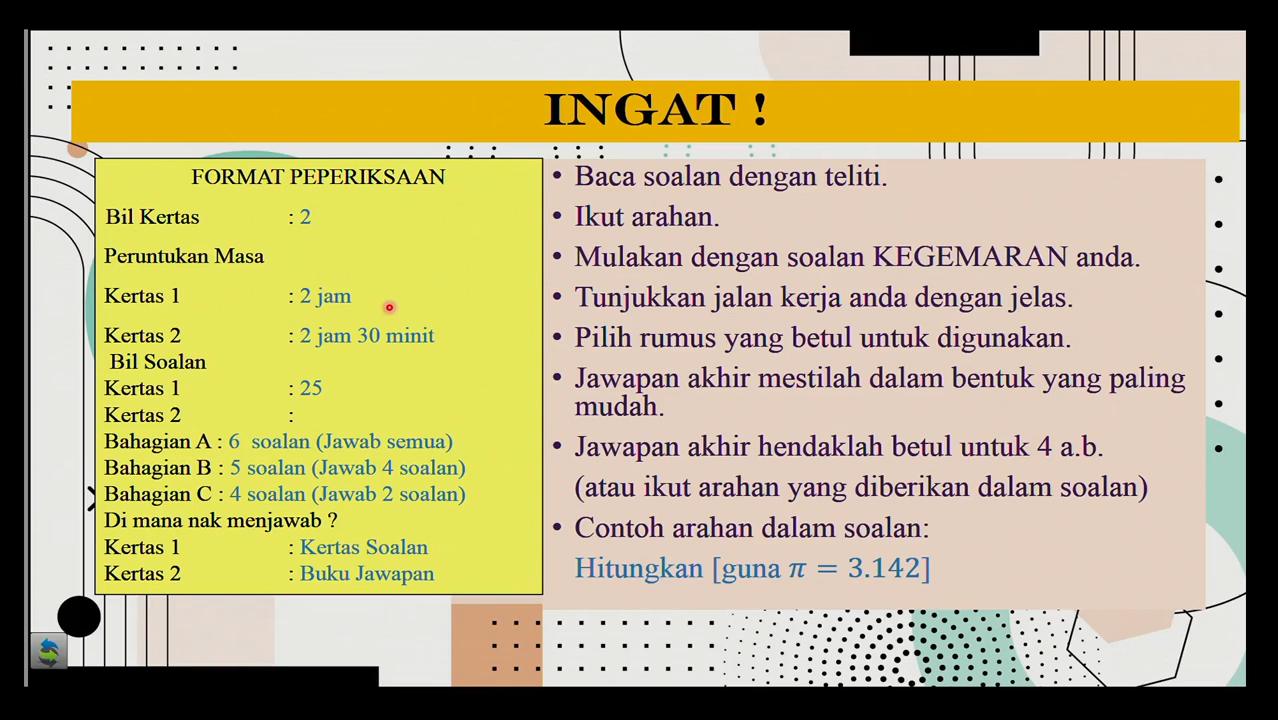 INGAT !
FORMAT PEPERIKSAAN
Bil Kertas : 2
Peruntukan Masa
Kertas 1 : 2 jam
Kertas 2 : 2 jam 30 minit
Bil Soalan
Kertas 1 : 25
Kertas 2 :
Bahagian A : 6 soalan (Jawab semua)
Bahagian B : 5 soalan (Jawab 4 soalan)
Bahagian C : 4 soalan (Jawab 2 soalan)
Di mana nak menjawab ?
Kertas 1 : Kertas Soalan
Kertas 2 : Buku Jawapan
• Baca soalan dengan teliti.
• Ikut arahan.
• Mulakan dengan soalan KEGEMARAN anda.
• Tunjukkan jalan kerja anda dengan jelas.
• Pilih rumus yang betul untuk digunakan.
• Jawapan akhir mestilah dalam bentuk yang paling
mudah.
• Jawapan akhir hendaklah betul untuk 4 a.b.
(atau ikut arahan yang diberikan dalam soalan)
• Contoh arahan dalam soalan:
Hitungkan [guna π = 3.142]